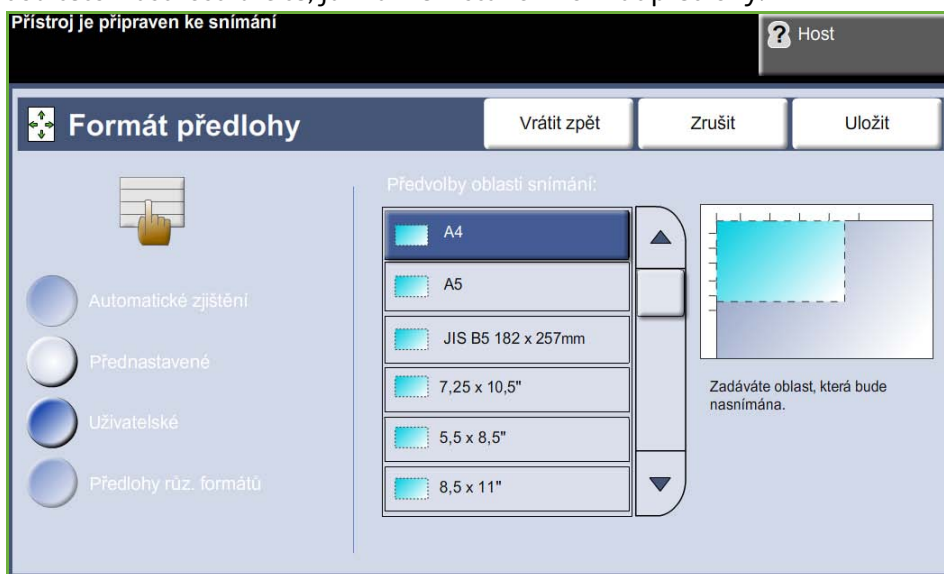 Přístroj je připraven ke snímání
? Host
Formát předlohy
Vrátit zpět
Zrušit
Uložit
Předvolby oblasti snímání:
Automatické zjištění
Přednastavené
Uživatelské
Předlohy růz. formátů
A4
A5
JIS B5 182 x 257mm
7,25 x 10,5"
5,5 x 8,5"
8,5 x 11"
Zadáváte oblast, která bude
nasnímána.